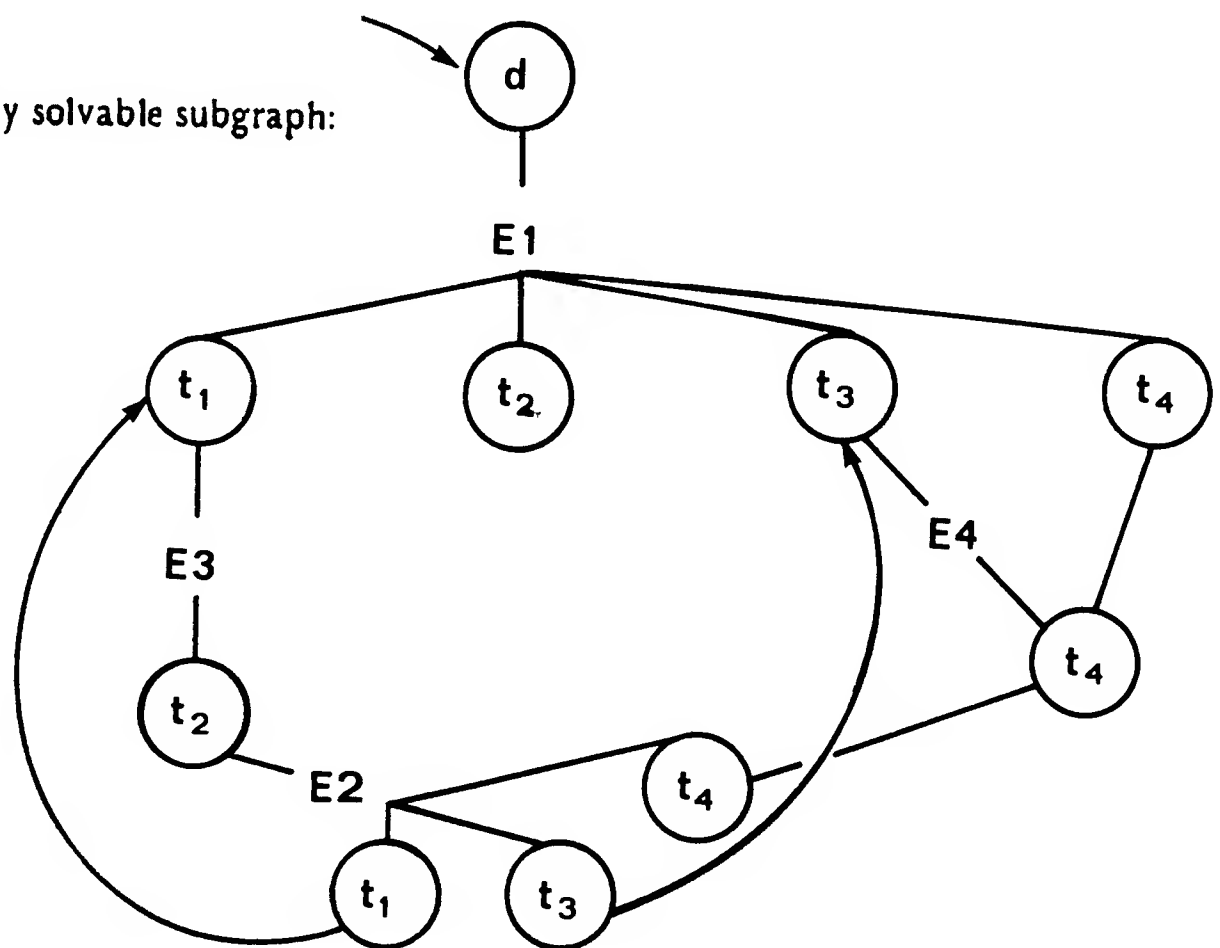 d
y solvable subgraph:
E1
t₁ t₂ t₃ t₄
E4
E3
t₄
t₂
E2 t₄
t₁ t₃